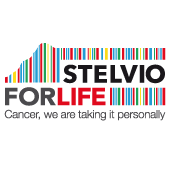 STELVIO
FORLIFE
Cancer, we are taking it personally